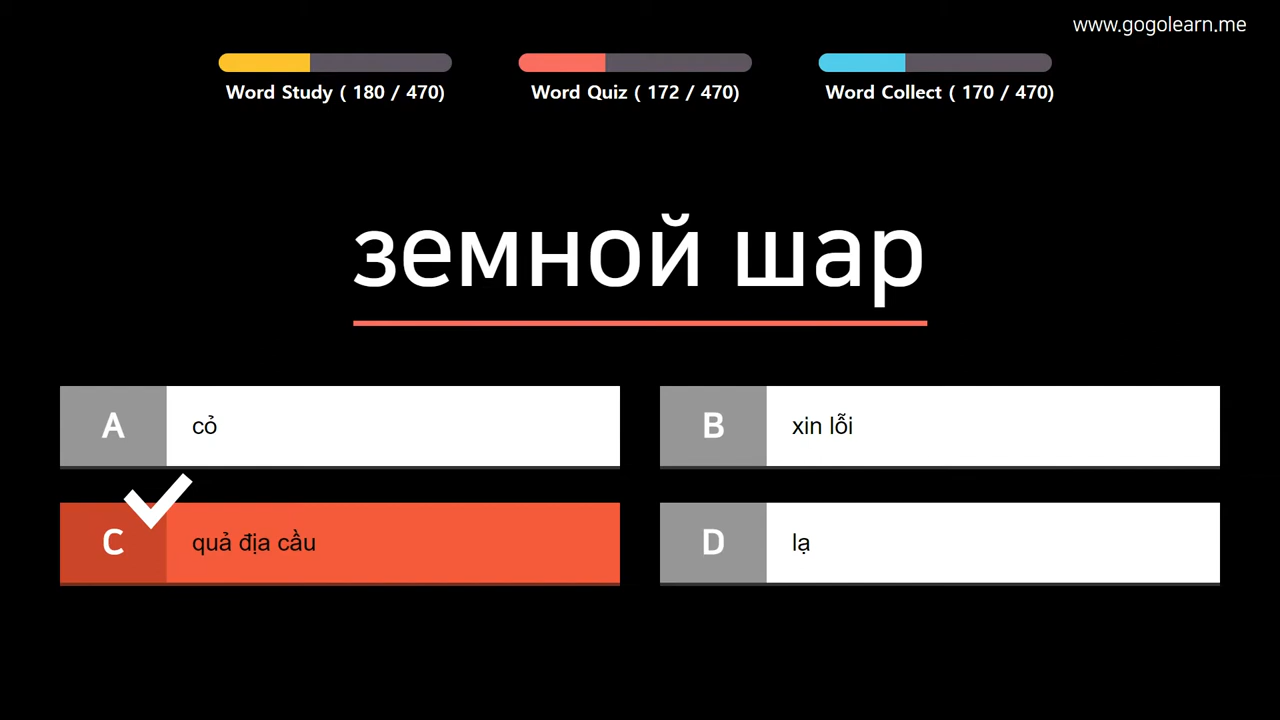 www.gogolearn.me
Word Study ( 180 / 470)
Word Quiz ( 172 / 470)
Word Collect ( 170 / 470)
земной шар
A
cỏ
B
xin lỗi
C
quả địa cầu
D
lạ